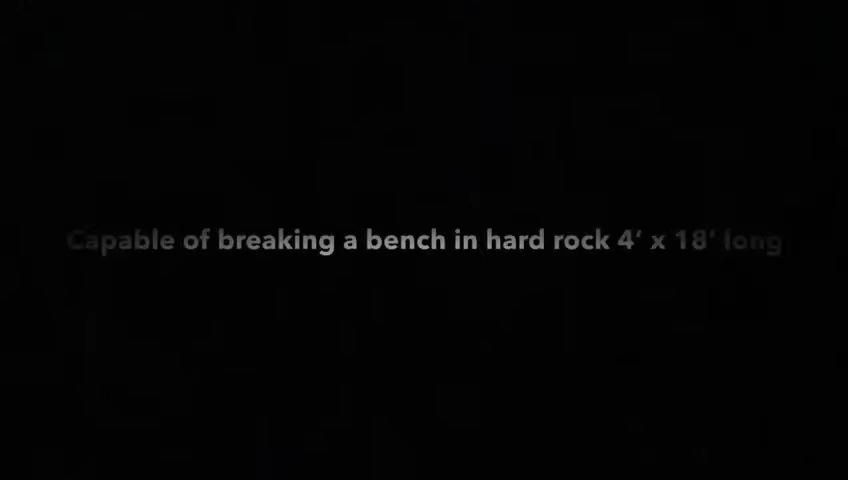 Capable of breaking a bench in hard rock 4’ x 18’ long